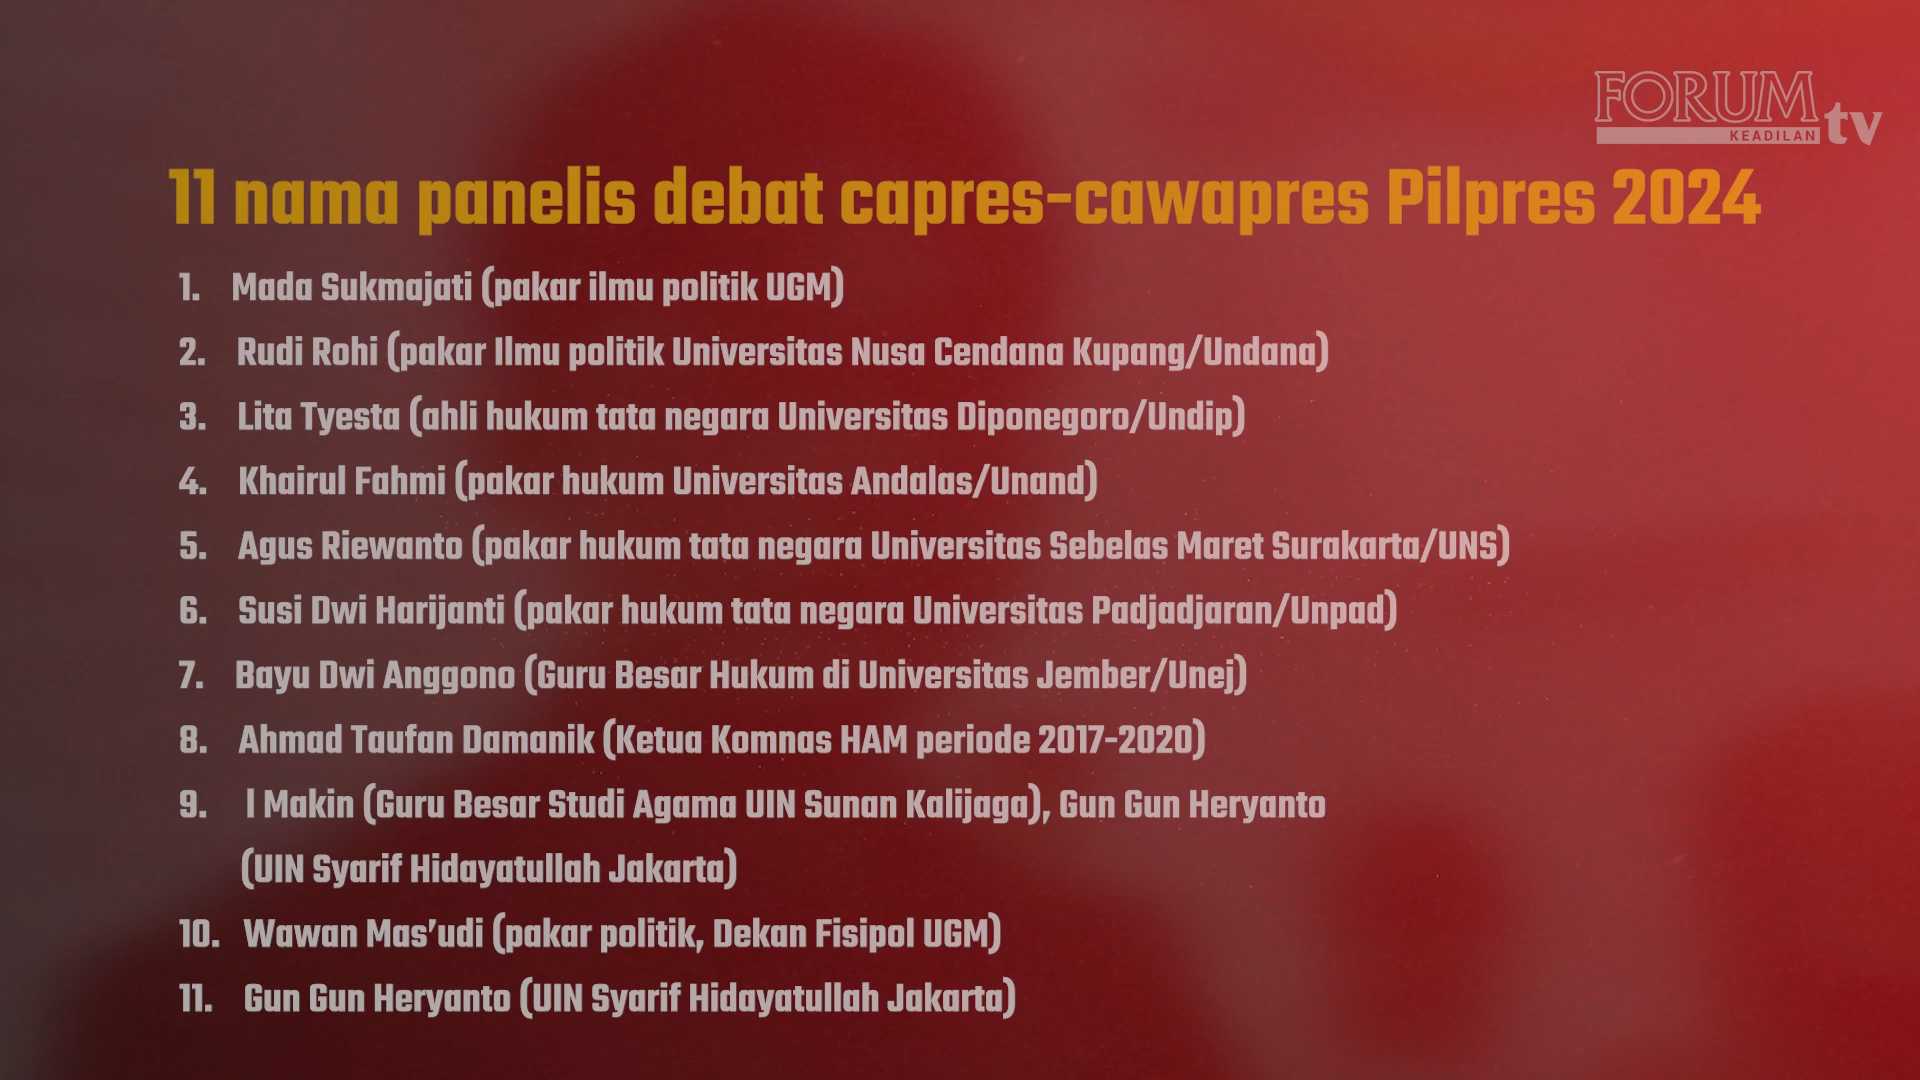 FORUM
KEADILAN tv
11 nama panelis debat capres-cawapres Pilpres 2024
1. Mada Sukmajati (pakar ilmu politik UGM)
2. Rudi Rohi (pakar Ilmu politik Universitas Nusa Cendana Kupang/Undana)
3. Lita Tyesta (ahli hukum tata negara Universitas Diponegoro/Undip)
4. Khairul Fahmi (pakar hukum Universitas Andalas/Unand)
5. Agus Riewanto (pakar hukum tata negara Universitas Sebelas Maret Surakarta/UNS)
6. Susi Dwi Harijanti (pakar hukum tata negara Universitas Padjadjaran/Unpad)
7. Bayu Dwi Anggono (Guru Besar Hukum di Universitas Jember/Unej)
8. Ahmad Taufan Damanik (Ketua Komnas HAM periode 2017-2020)
9. l Makin (Guru Besar Studi Agama UIN Sunan Kalijaga), Gun Gun Heryanto
(UIN Syarif Hidayatullah Jakarta)
10. Wawan Mas’udi (pakar politik, Dekan Fisipol UGM)
11. Gun Gun Heryanto (UIN Syarif Hidayatullah Jakarta)